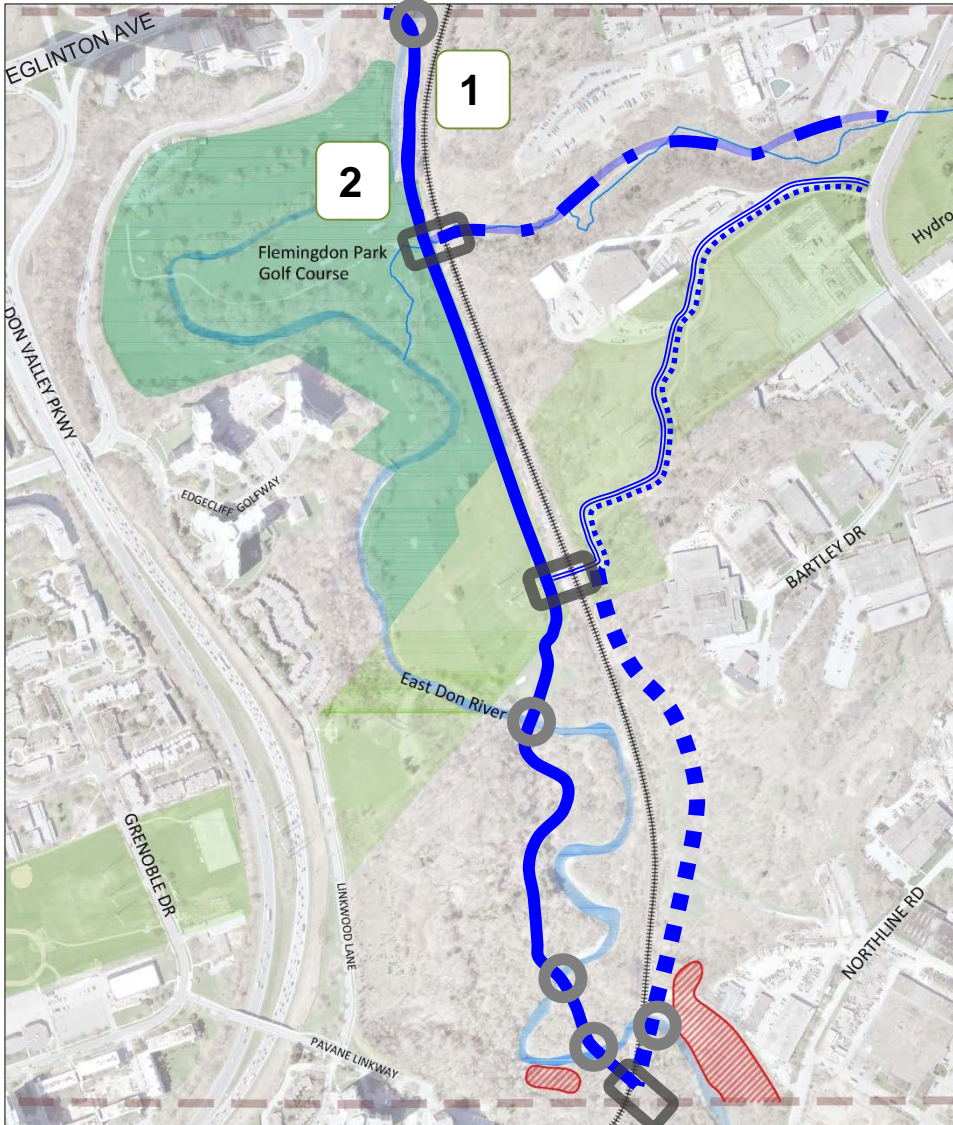 EGLINTON AVE
1
2
Flemingdon Park
Golf Course
Hydro
DON VALLEY PKWY
EDGECLIFF GOLFWAY
BARTLEY DR
East Don River
GRENOBLE DR
LINKWOOD LANE
NORTHLINE RD
PAVANE LINKWAY